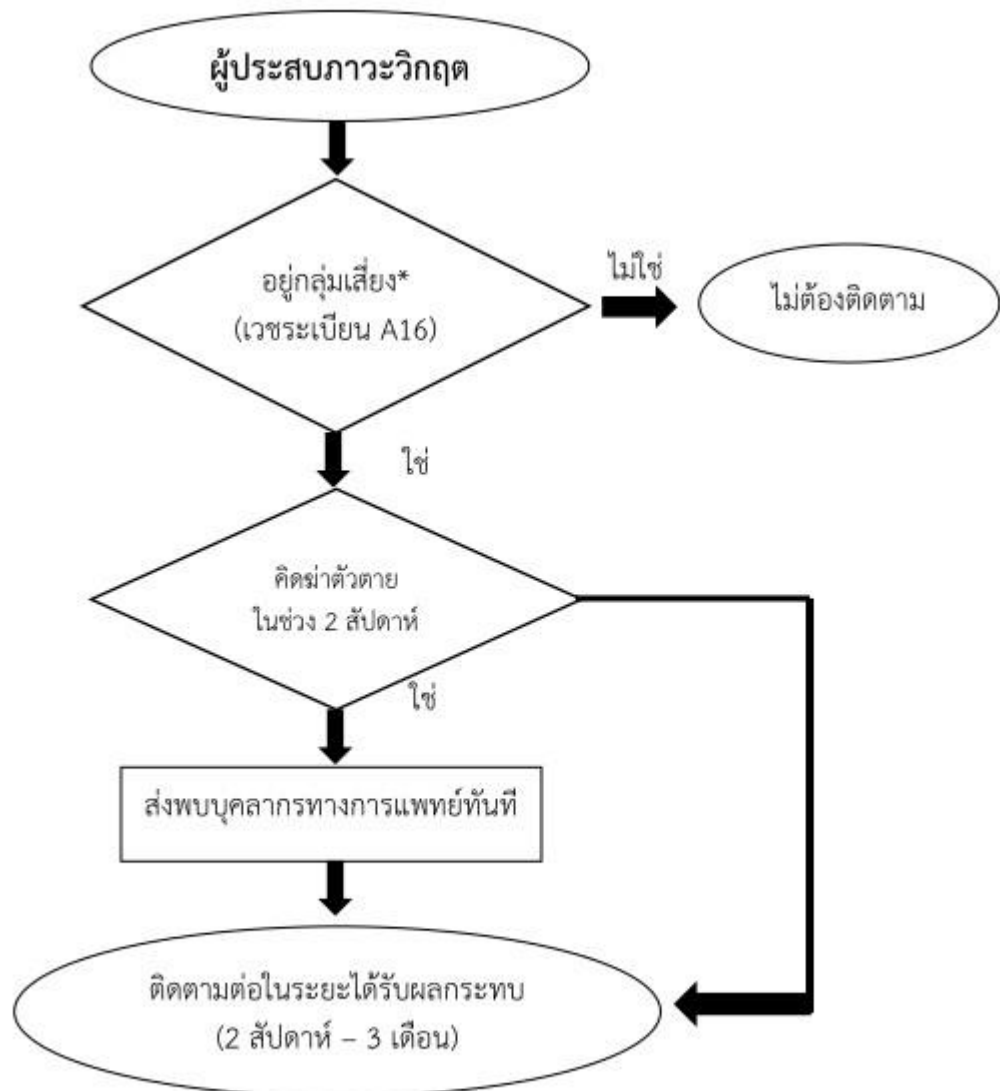 ผู้ประสบภาวะวิกฤต
อยู่กลุ่มเสี่ยง*
(เวชระเบียน A16)
ไม่ใช่
ไม่ต้องติดตาม
ใช่
คิดฆ่าตัวตาย
ในช่วง 2 สัปดาห์
ใช่
ส่งพบบุคลากรทางการแพทย์ทันที
ติดตามต่อในระยะได้รับผลกระทบ
(2 สัปดาห์ – 3 เดือน)